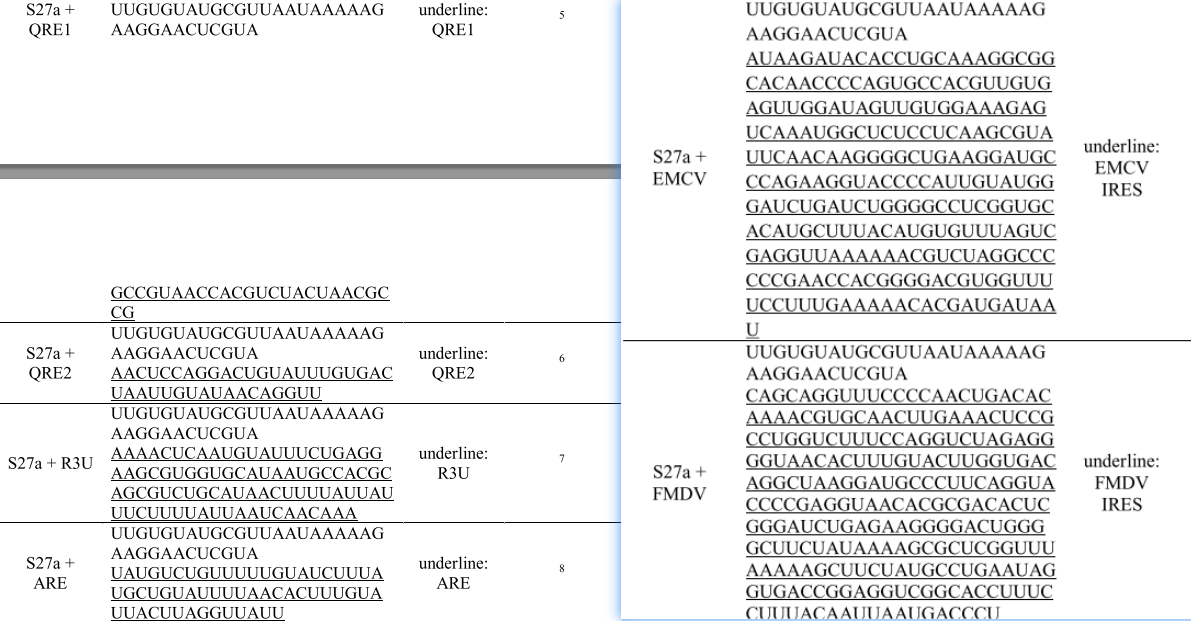 S27a +
QRE1
UUGUGUAUGCGUUAAUAAAAAG
AAGGAACUCGUA
underline:
QRE1
5
GCCGUAACCACGUCUACUAACGC
CG
S27a +
QRE2
UUGUGUAUGCGUUAAUAAAAAG
AAGGAACUCGUA
AACUCCAGGACUGUAUUUGUGAC
UAAUUGUAUAACAGGUU
underline:
QRE2
6
S27a + R3U
UUGUGUAUGCGUUAAUAAAAAG
AAGGAACUCGUA
AAAACUCAAUGUAUUUCUGAGG
AAGCGUGGUGCAUAAUGCCACGC
AGCGUCUGCAUAACUUUUAUUAU
UUCUUUUAUUAAUCAACAAA
underline:
R3U
7
S27a +
ARE
UUGUGUAUGCGUUAAUAAAAAG
AAGGAACUCGUA
UAUGUCUGUUUUUGUAUCUUUA
UGCUGUAUUUUAACACUUUGUA
UUACUUAGGUUAUU
underline:
ARE
8
S27a +
EMCV
UUGUGUAUGCGUUAAUAAAAAG
AAGGAACUCGUA
AUAAGAUACACCUGCAAAGGCGG
CACAACCCCAGUGCCACGUUGUG
AGUUGGAUAGUUGUGGAAAGAG
UCAAAUGGCUCUCCUCAAGCGUA
UUCAACAAGGGGCUGAAGGAUGC
CCAGAAGGUACCCCAUUGUAUGG
GAUCUGAUCUGGGGCCUCGGUGC
ACAUGCUUUACAUGUGUUUAGUC
GAGGUUAAAAAACGUCUAGGCCC
CCCGAACCACGGGGACGUGGUUU
UCCUUUGAAAAACACGAUGAUAA
U
underline:
EMCV
IRES
S27a +
FMDV
UUGUGUAUGCGUUAAUAAAAAG
AAGGAACUCGUA
CAGCAGGUUUCCCCAACUGACAC
AAAACGUGCAACUUGAAACUCCG
CCUGGUCUUUCCAGGUCUAGAGG
GGUAACACUUUGUACUUGGUGAC
AGGCUAAGGAUGCCCUUCAGGUA
CCCCGAGGUAACACGCGACACUC
GGGAUCUGAGAAGGGGACUGGG
GCUUCUAUAAAAGCGCUCGGUUU
AAAAAGCUUCUAUGCCUGAAUAG
GUGACCGGAGGUCGGCACCUUUC
CUUUACAAUUAAUGACCCU
underline:
FMDV
IRES